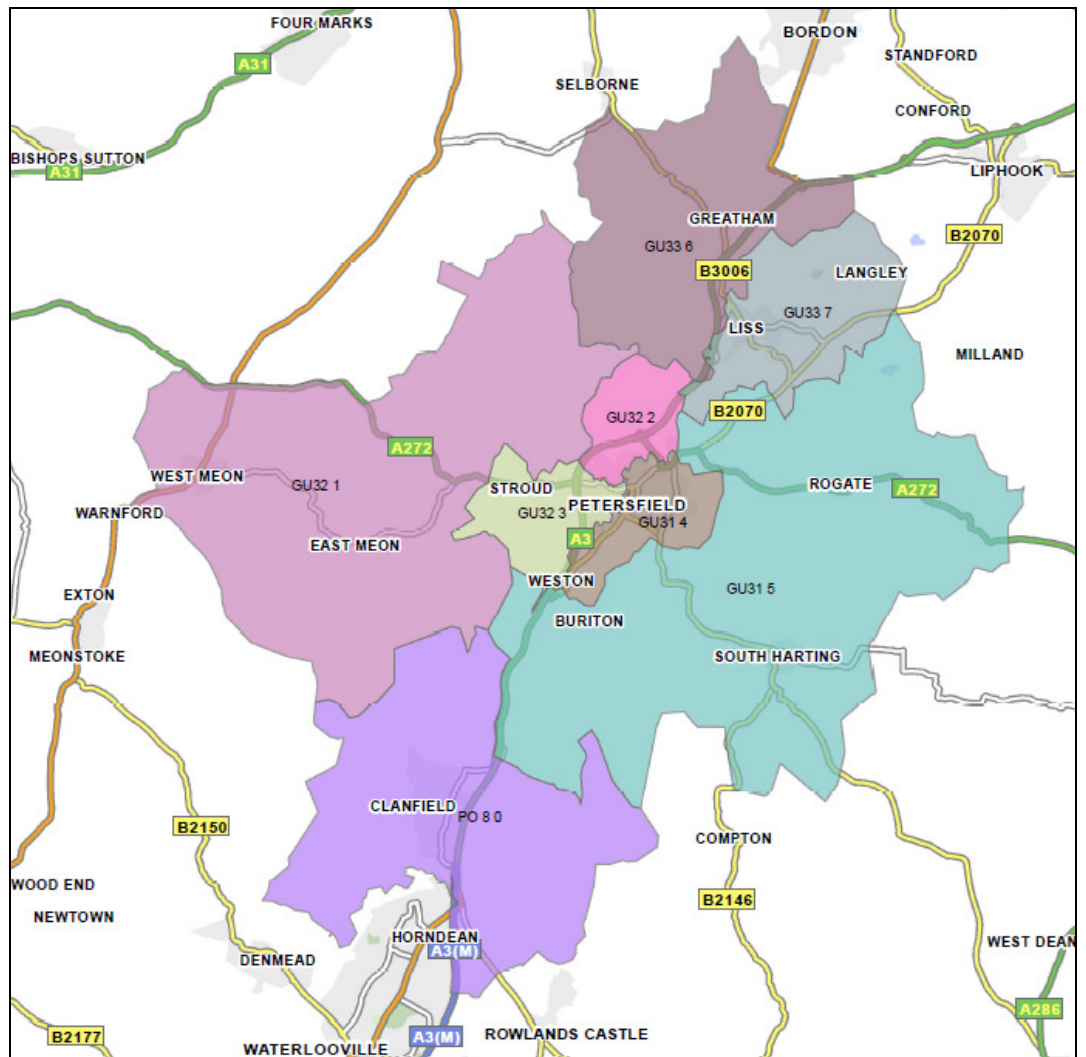 FOUR MARKS
BORDON
STANDFORD
A31
SELBORNE
CONFORD
BISHOPS SUTTON
A31
LIPHOOK
GREATHAM
GU33 6
B2070
B3006
LANGLEY
GU33 7
LISS
MILLAND
B2070
GU32 2
A272
WEST MEON
GU32 1
STROUD
ROGATE
A272
WARNFORD
PETERSFIELD
GU32 3
GU31 4
A3
EAST MEON
WESTON
GU31 5
EXTON
BURITON
MEONSTOKE
SOUTH HARTING
CLANFIELD
PO 8 0
B2150
COMPTON
WOOD END
B2146
NEWTOWN
HORNDEAN
A3(M)
WEST DEAN
DENMEAD
A286
B2177
A3(M)
ROWLANDS CASTLE
WATERLOOVILLE